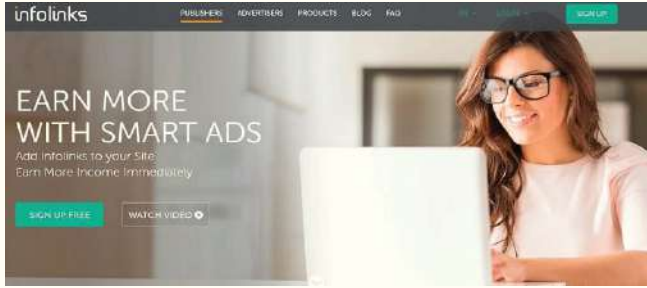 infolinks
PUBLISHERS ADVERTISERS PRODUCTS BLOG FAQ SIGN UP
EARN MORE
WITH SMART ADS
Add Infolinks to your Site
Earn More Income Immediately
SIGN UP FREE WATCH VIDEO